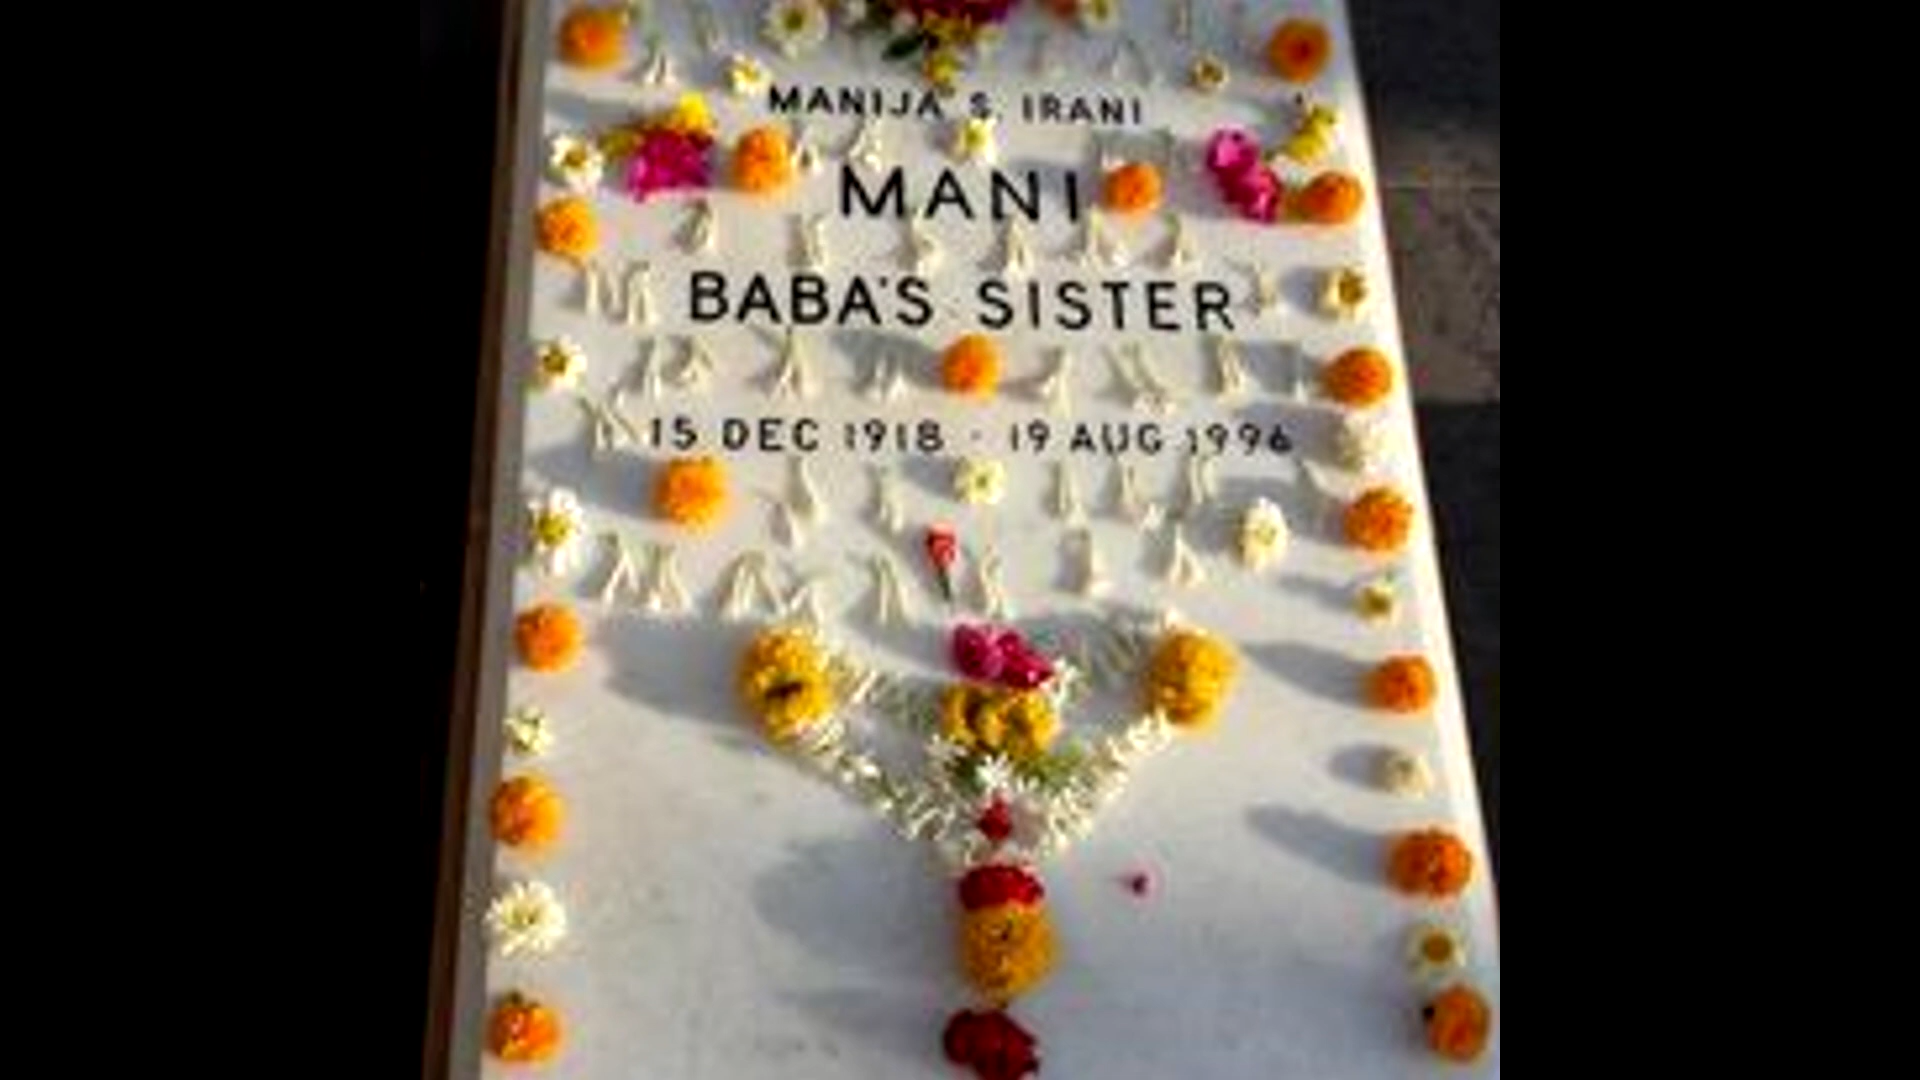 MANIJA S. IRANI
MANI
BABA'S SISTER
15 DEC 1918 - 19 AUG 1996